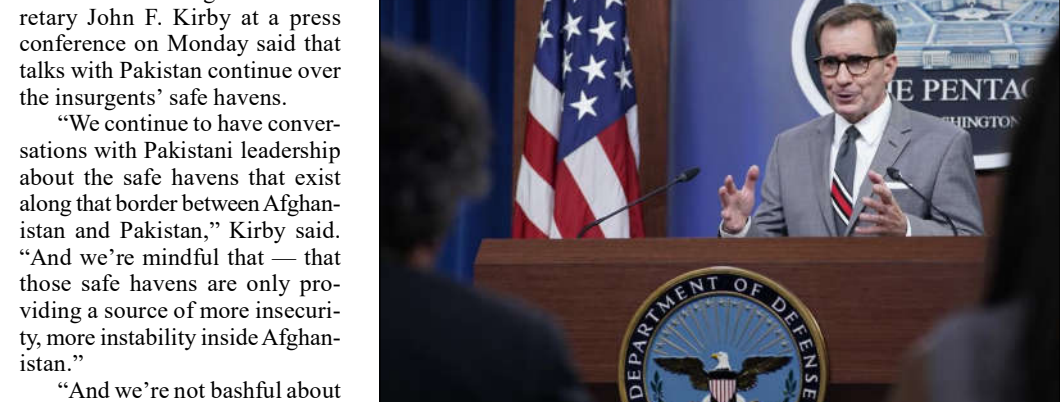 retary John F. Kirby at a press
conference on Monday said that
talks with Pakistan continue over
the insurgents’ safe havens.
“We continue to have conver-
sations with Pakistani leadership
about the safe havens that exist
along that border between Afghan-
istan and Pakistan,” Kirby said.
“And we’re mindful that — that
those safe havens are only pro-
viding a source of more insecuri-
ty, more instability inside Afghan-
istan.”
“And we’re not bashful about
THE PENTAG
SHINGTON
DEPARTMENT OF DEFENSE